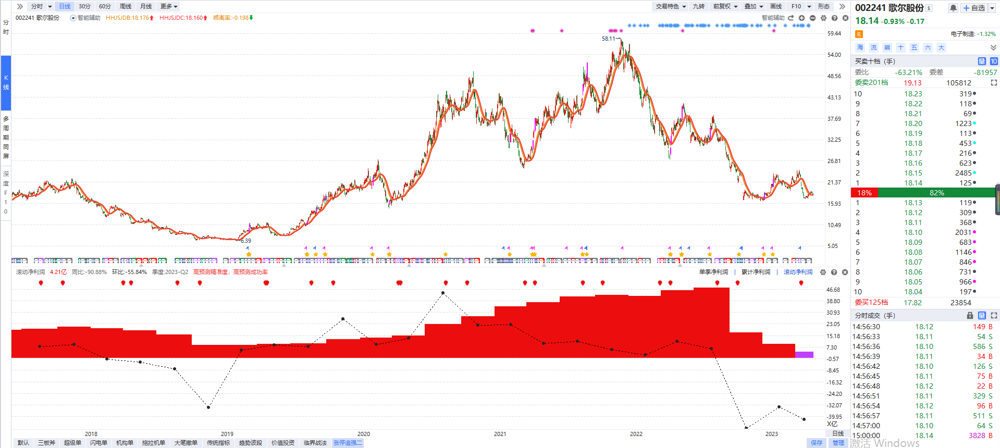 分时 日线 30分 60分 周线 月线 更多 交易特色 九转 前复权 叠加 画线 F10 形态
002241 歌尔股份 智能辅助 HHJSJDB:18.176 HHJSJDC:18.160 乖离率:-0.198 智能辅助
分时
K线
多周期同屏
深度F10
58.11
6.39
59.44
54.00
48.56
43.13
37.69
32.25
26.81
21.37
15.93
10.49
5.05
滚动净利润 4.21亿 同比:-90.88% 环比:-55.84% 季度:2023-Q2 高预测精准度，高预测成功率 单季净利润 | 累计净利润 | 滚动净利润
46.68
38.80
30.93
23.05
15.18
7.30
-0.57
-8.45
-16.32
-24.20
-32.07
-39.95
X亿
2018 2019 2020 2021 2022 2023 日线
默认 三板斧 超级单 闪电单 机构单 拖拉机单 大笔撤单 传统指标 趋势波段 价值投资 临界战法 涨停追强二 保存 管理
002241 歌尔股份 自选
18.14 -0.93% -0.17
R 电子制造: -1.32%
海 流 熊 十 五 六 大
买卖十档（手） 量 10
委比 -63.21% 委差 -81957
委卖201档 19.13 105812
10 18.23 319
9 18.22 118
8 18.21 69
7 18.20 1223
6 18.19 113
5 18.18 453
4 18.17 216
3 18.16 623
2 18.15 2485
1 18.14 125
18% 82%
1 18.13 119
2 18.12 309
3 18.11 368
4 18.10 2031
5 18.09 683
6 18.08 1146
7 18.07 846
8 18.06 731
9 18.05 966
10 18.04 197
委买125档 17.82 23854
分时成交（手） 量
14:56:30 18.12 149 B
14:56:33 18.11 54 S
14:56:36 18.10 586 S
14:56:39 18.11 34 B
14:56:42 18.10 126 S
14:56:45 18.11 75 B
14:56:48 18.12 22 B
14:56:51 18.11 329 S
14:56:54 18.12 96 B
14:56:57 18.11 511 S
14:57:00 18.10 64 S
15:00:00 18.14 3828 B
激活 Windows